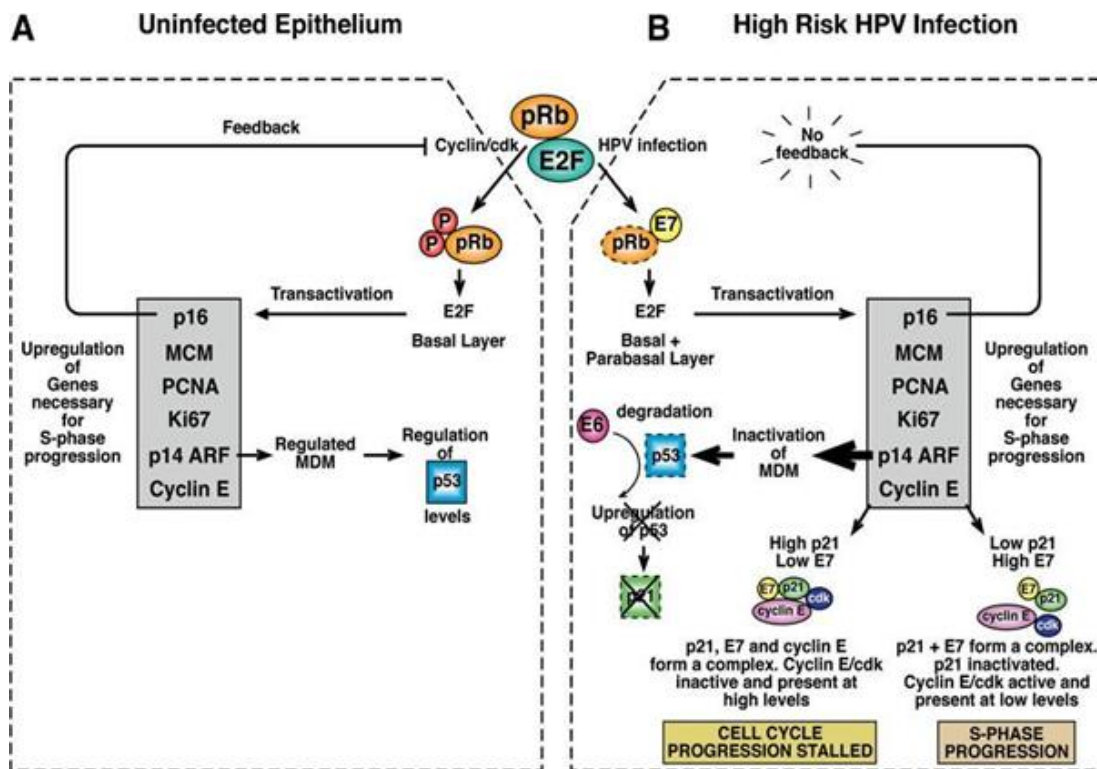 A
Uninfected Epithelium
Feedback
Cyclin/cdk
pRb
E2F
P
P
pRb
Transactivation
E2F
Basal Layer
Upregulation
of
Genes
necessary
for
S-phase
progression
p16
MCM
PCNA
Ki67
p14 ARF
Cyclin E
Regulated
MDM
Regulation
of
p53
levels
B
High Risk HPV Infection
HPV infection
No
feedback
E7
pRb
E2F
Transactivation
Basal +
Parabasal Layer
p16
MCM
PCNA
Ki67
p14 ARF
Cyclin E
Upregulation
of
Genes
necessary
for
S-phase
progression
E6
degradation
p53
Inactivation
of
MDM
Upregulation
of p53
p21
High p21
Low E7
E7
p21
cdk
cyclin E
p21, E7 and cyclin E
form a complex. Cyclin E/cdk
inactive and present at
high levels
CELL CYCLE
PROGRESSION STALLED
Low p21
High E7
E7
p21
cyclin E
cdk
p21 + E7 form a complex.
p21 inactivated.
Cyclin E/cdk active and
present at low levels
S-PHASE
PROGRESSION